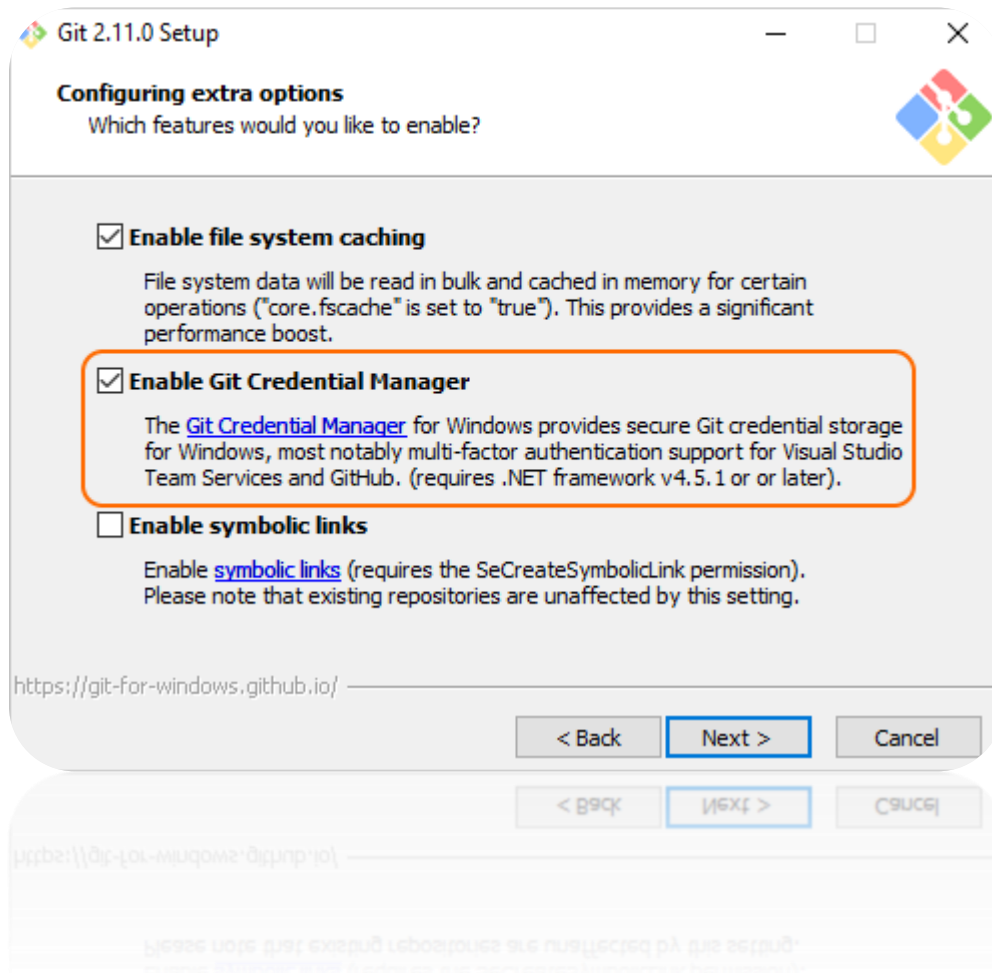 Git 2.11.0 Setup
Configuring extra options
Which features would you like to enable?
Enable file system caching
File system data will be read in bulk and cached in memory for certain
operations ("core.fscache" is set to "true"). This provides a significant
performance boost.
Enable Git Credential Manager
The Git Credential Manager for Windows provides secure Git credential storage
for Windows, most notably multi-factor authentication support for Visual Studio
Team Services and GitHub. (requires .NET framework v4.5.1 or or later).
Enable symbolic links
Enable symbolic links (requires the SeCreateSymbolicLink permission).
Please note that existing repositories are unaffected by this setting.
https://git-for-windows.github.io/
< Back Next > Cancel